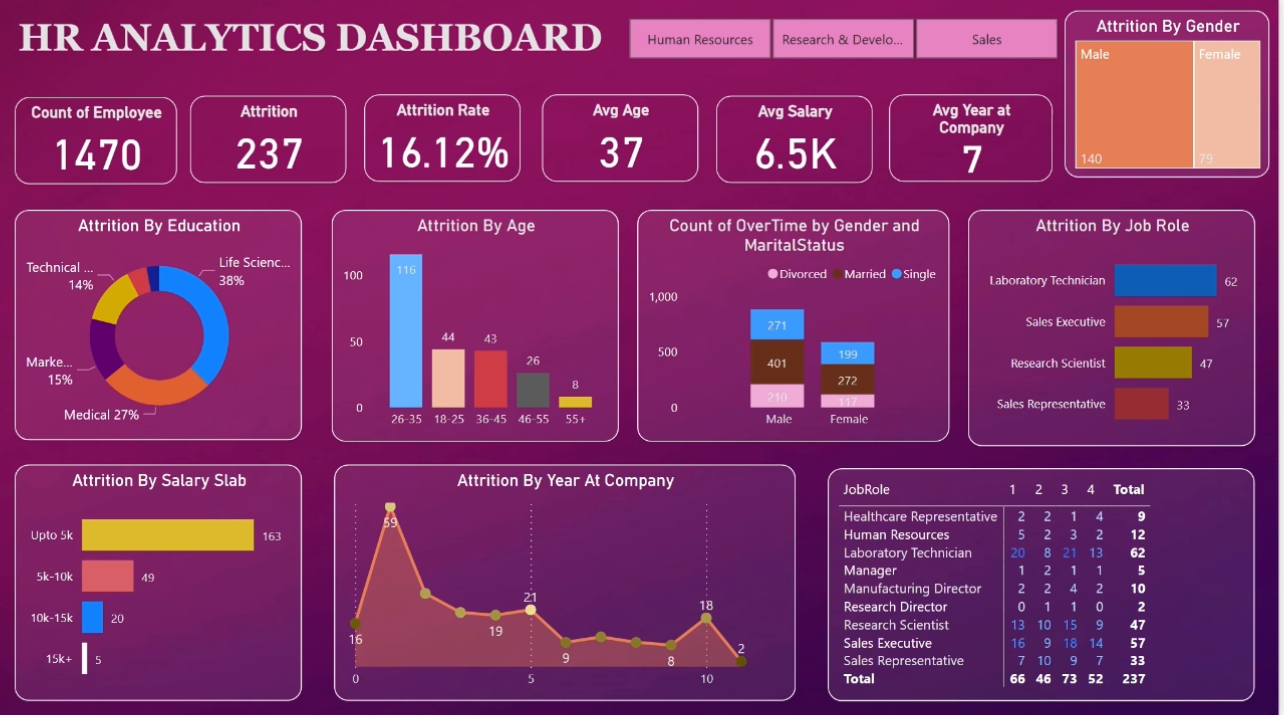 HR ANALYTICS DASHBOARD
Human Resources
Research & Develo...
Sales
Attrition By Gender
Male
Female
140
79
Count of Employee
1470
Attrition
237
Attrition Rate
16.12%
Avg Age
37
Avg Salary
6.5K
Avg Year at
Company
7
Attrition By Education
Technical ...
14%
Life Scienc...
38%
Marke...
15%
Medical 27%
Attrition By Age
100
50
0
116
44
43
26
8
26-35
18-25
36-45
46-55
55+
Count of OverTime by Gender and
MaritalStatus
Divorced
Married
Single
1,000
500
0
271
401
210
199
272
117
Male
Female
Attrition By Job Role
Laboratory Technician 62
Sales Executive 57
Research Scientist 47
Sales Representative 33
Attrition By Salary Slab
Upto 5k 163
5k-10k 49
10k-15k 20
15k+ 5
Attrition By Year At Company
59
16
19
21
9
8
18
2
0
5
10
JobRole 1 2 3 4 Total
Healthcare Representative 2 2 1 4 9
Human Resources 5 2 3 2 12
Laboratory Technician 20 8 21 13 62
Manager 1 2 1 1 5
Manufacturing Director 2 2 4 2 10
Research Director 0 1 1 0 2
Research Scientist 13 10 15 9 47
Sales Executive 16 9 18 14 57
Sales Representative 7 10 9 7 33
Total 66 46 73 52 237